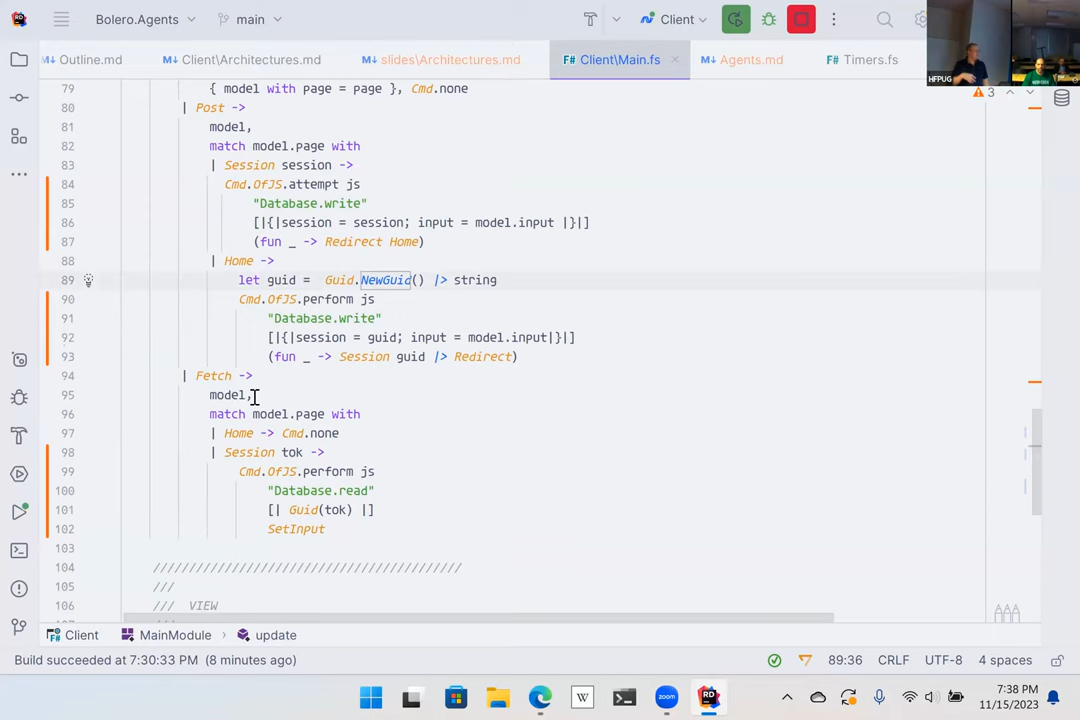 Bolero.Agents
main
Client
Outline.md
Client\Architectures.md
slides\Architectures.md
Client\Main.fs
Agents.md
Timers.fs
HFPUG
3
79 { model with page = page }, Cmd.none
80 | Post ->
81 model,
82 match model.page with
83 | Session session ->
84 Cmd.OfJS.attempt js
85 "Database.write"
86 [|{|session = session; input = model.input |}|]
87 (fun _ -> Redirect Home)
88 | Home ->
89 let guid =  Guid.NewGuid() |> string
90 Cmd.OfJS.perform js
91 "Database.write"
92 [|{|session = guid; input = model.input|}|]
93 (fun _ -> Session guid |> Redirect)
94 | Fetch ->
95 model,
96 match model.page with
97 | Home -> Cmd.none
98 | Session tok ->
99 Cmd.OfJS.perform js
100 "Database.read"
101 [| Guid(tok) |]
102 SetInput
103
104 ///////////////////////////////////////////
105 ///
106 ///  VIEW
Client
MainModule
update
Build succeeded at 7:30:33 PM (8 minutes ago)
89:36
CRLF
UTF-8
4 spaces
W
zoom
7:38 PM
11/15/2023